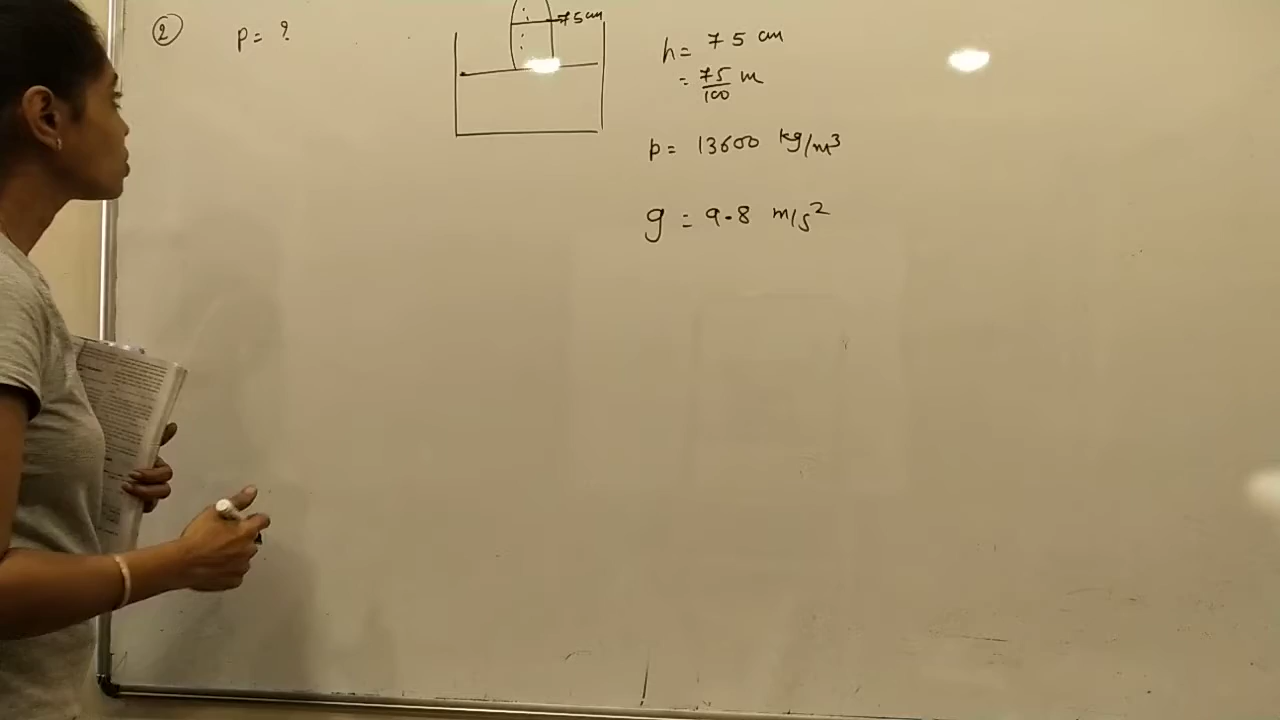 ② P = ?
75 cm
h = 75 cm
= 75/100 m
ρ = 13600 kg/m³
g = 9.8 m/s²